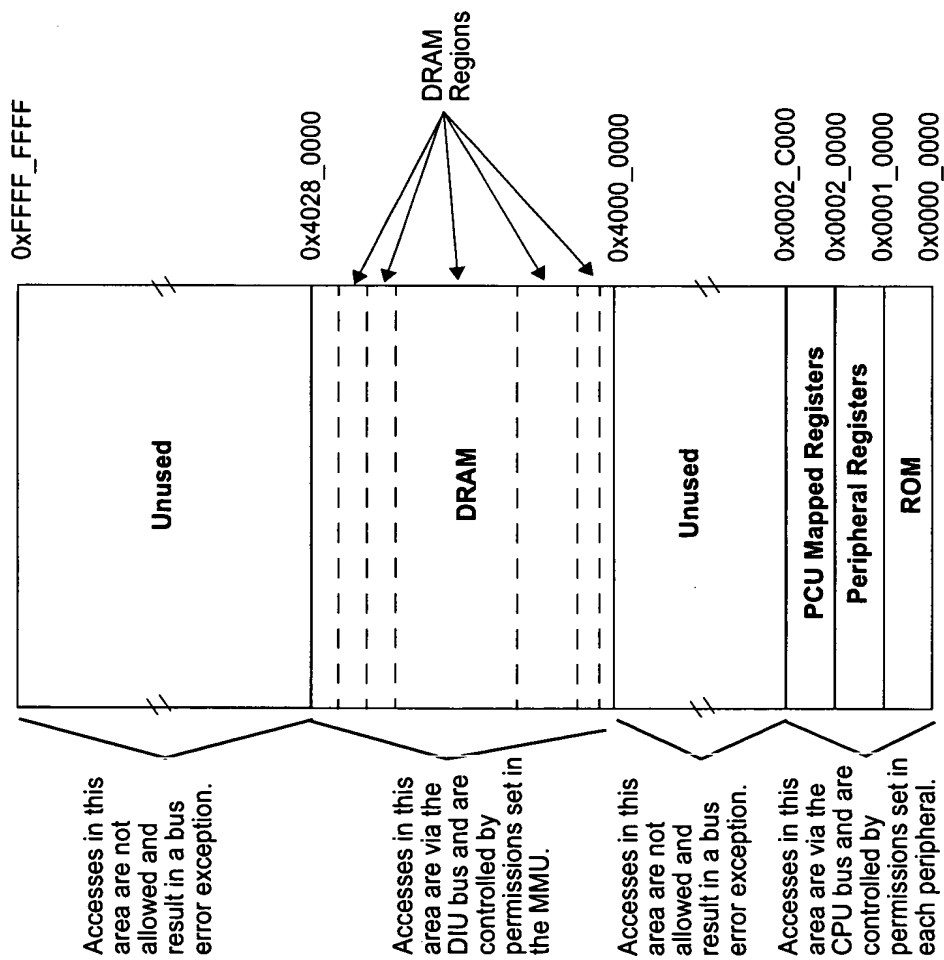 0xFFFF_FFFF
Unused
Accesses in this
area are not
allowed and
result in a bus
error exception.
0x4028_0000
DRAM
Regions
DRAM
Accesses in this
area are via the
DIU bus and are
controlled by
permissions set in
the MMU.
0x4000_0000
Unused
Accesses in this
area are not
allowed and
result in a bus
error exception.
0x0002_C000
PCU Mapped Registers
0x0002_0000
Peripheral Registers
0x0001_0000
ROM
0x0000_0000
Accesses in this
area are via the
CPU bus and are
controlled by
permissions set in
each peripheral.